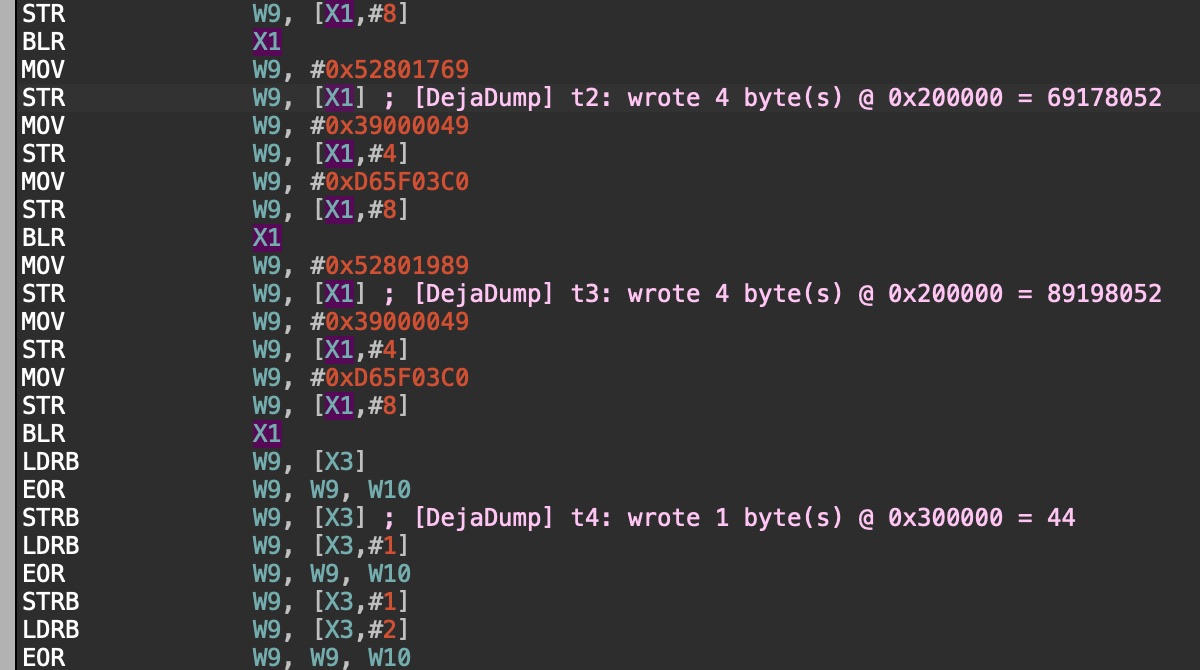 STR W9, [X1,#8]
BLR X1
MOV W9, #0x52801769
STR W9, [X1] ; [DejaDump] t2: wrote 4 byte(s) @ 0x200000 = 69178052
MOV W9, #0x39000049
STR W9, [X1,#4]
MOV W9, #0xD65F03C0
STR W9, [X1,#8]
BLR X1
MOV W9, #0x52801989
STR W9, [X1] ; [DejaDump] t3: wrote 4 byte(s) @ 0x200000 = 89198052
MOV W9, #0x39000049
STR W9, [X1,#4]
MOV W9, #0xD65F03C0
STR W9, [X1,#8]
BLR X1
LDRB W9, [X3]
EOR W9, W9, W10
STRB W9, [X3] ; [DejaDump] t4: wrote 1 byte(s) @ 0x300000 = 44
LDRB W9, [X3,#1]
EOR W9, W9, W10
STRB W9, [X3,#1]
LDRB W9, [X3,#2]
EOR W9, W9, W10